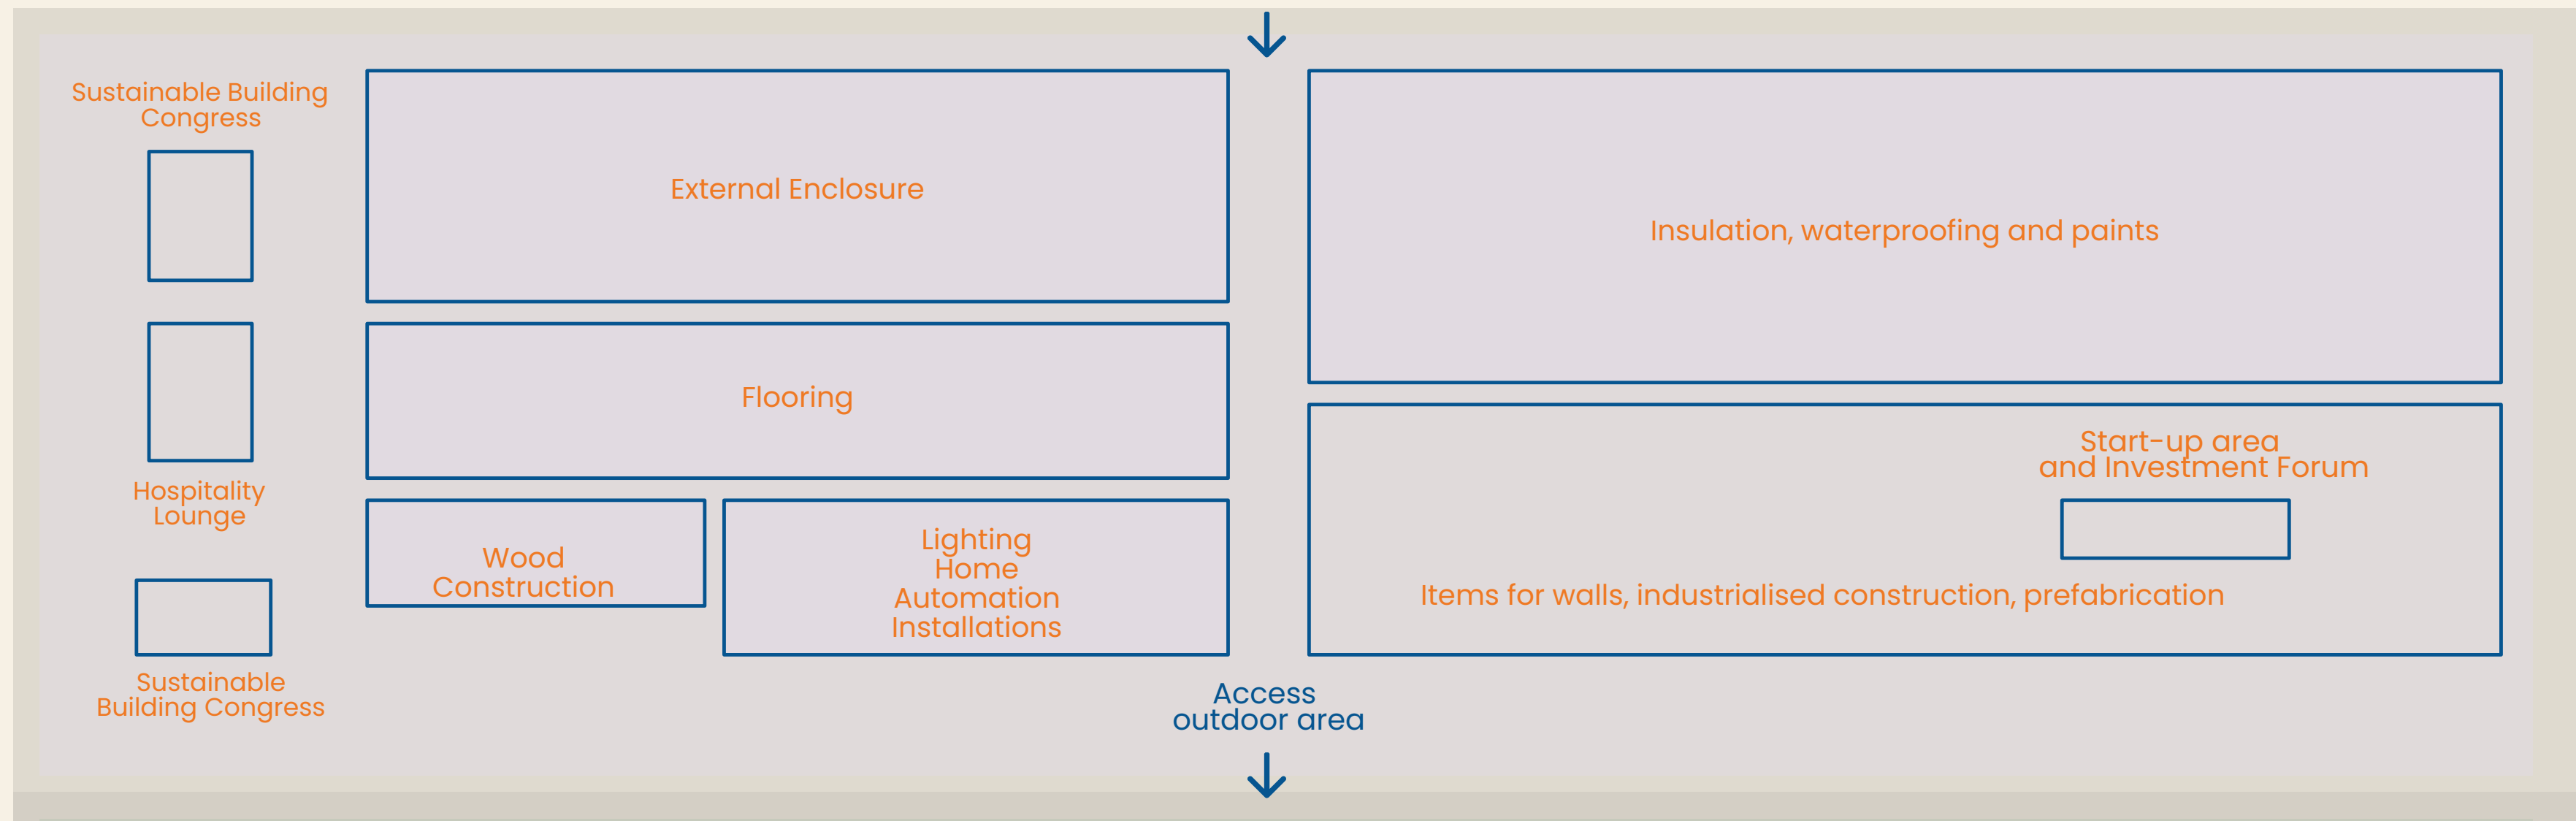 Sustainable Building
Congress
External Enclosure
Insulation, waterproofing and paints
Flooring
Start-up area
and Investment Forum
Hospitality
Lounge
Wood
Construction
Lighting
Home
Automation
Installations
Items for walls, industrialised construction, prefabrication
Sustainable
Building Congress
Access
outdoor area